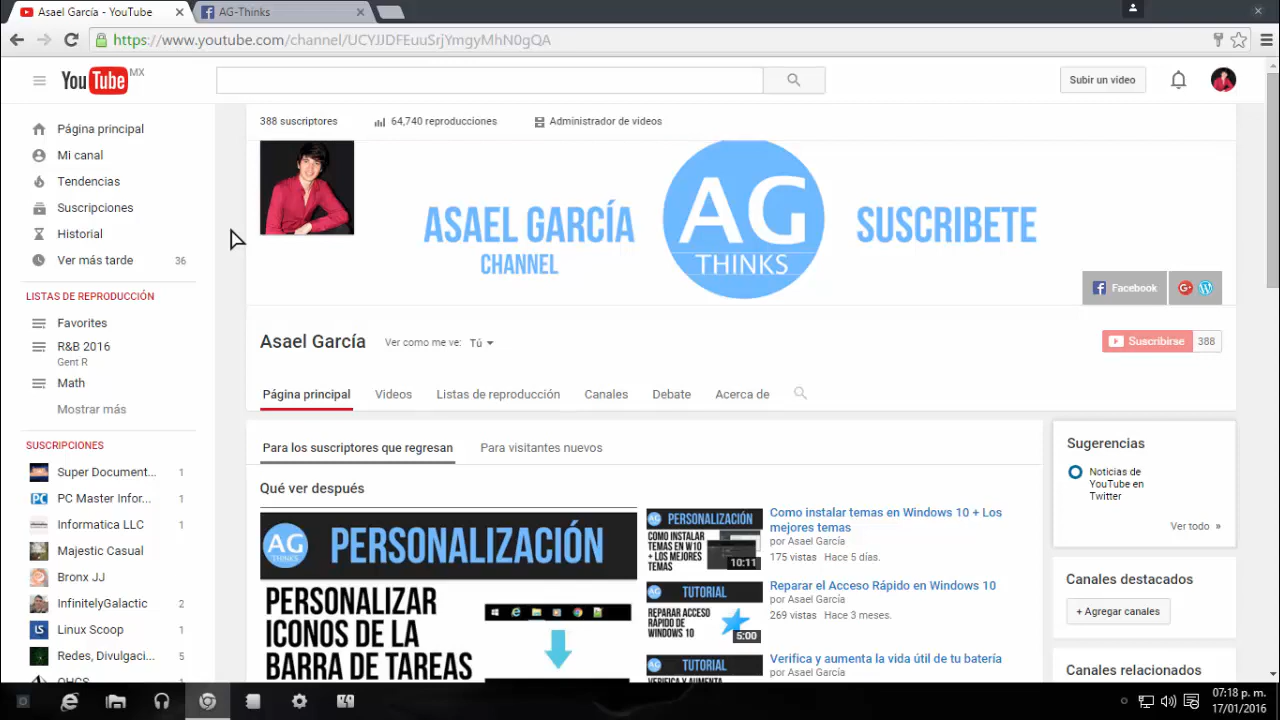 Asael García - YouTube
AG-Thinks
https://www.youtube.com/channel/UCYJJDFEuuSrjYmgyMhN0gQA
YouTube MX
Subir un video
Página principal
Mi canal
Tendencias
Suscripciones
Historial
Ver más tarde 36
LISTAS DE REPRODUCCIÓN
Favorites
R&B 2016
Gent R
Math
Mostrar más
SUSCRIPCIONES
Super Document... 1
PC Master Infor... 1
Informatica LLC 1
Majestic Casual
Bronx JJ
InfinitelyGalactic 2
Linux Scoop 1
Redes, Divulgaci... 5
OHGS
388 suscriptores 64,740 reproducciones Administrador de videos
ASAEL GARCÍA
CHANNEL
AG
THINKS
SUSCRIBETE
Facebook
Asael García Ver como me ve: Tú
Suscribirse 388
Página principal Videos Listas de reproducción Canales Debate Acerca de
Para los suscriptores que regresan Para visitantes nuevos
Qué ver después
AG
THINKS
PERSONALIZACIÓN
PERSONALIZAR
ICONOS DE LA
BARRA DE TAREAS
AG PERSONALIZACIÓN
COMO INSTALAR
TEMAS EN W10
+ LOS MEJORES
TEMAS
10:11
Como instalar temas en Windows 10 + Los
mejores temas
por Asael García
175 vistas Hace 5 días.
AG TUTORIAL
REPARAR ACCESO
RÁPIDO DE
WINDOWS 10
5:00
Reparar el Acceso Rápido en Windows 10
por Asael García
269 vistas Hace 3 meses.
AG TUTORIAL
VERIFICA Y AUMENTA
Verifica y aumenta la vida útil de tu batería
por Asael García
Sugerencias
Noticias de
YouTube en
Twitter
Ver todo »
Canales destacados
+ Agregar canales
Canales relacionados
07:18 p. m.
17/01/2016